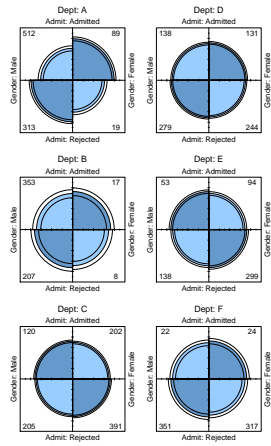 Dept: A
Admit: Admitted
512 89
Gender: Male
Gender: Female
313 19
Admit: Rejected
Dept: D
Admit: Admitted
138 131
Gender: Male
Gender: Female
279 244
Admit: Rejected
Dept: B
Admit: Admitted
353 17
Gender: Male
Gender: Female
207 8
Admit: Rejected
Dept: E
Admit: Admitted
53 94
Gender: Male
Gender: Female
138 299
Admit: Rejected
Dept: C
Admit: Admitted
120 202
Gender: Male
Gender: Female
205 391
Admit: Rejected
Dept: F
Admit: Admitted
22 24
Gender: Male
Gender: Female
351 317
Admit: Rejected